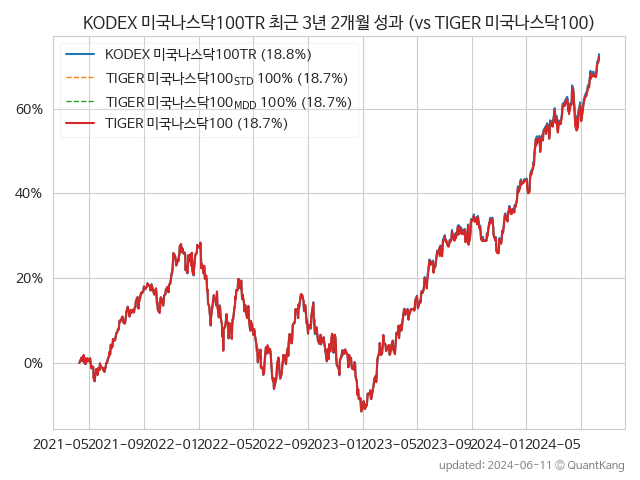 KODEX 미국나스닥100TR 최근 3년 2개월 성과 (vs TIGER 미국나스닥100)
KODEX 미국나스닥100TR (18.8%)
TIGER 미국나스닥100STD 100% (18.7%)
TIGER 미국나스닥100MDD 100% (18.7%)
TIGER 미국나스닥100 (18.7%)
60%
40%
20%
0%
2021-05 2021-09 2022-01 2022-05 2022-09 2023-01 2023-05 2023-09 2024-01 2024-05
updated: 2024-06-11 © QuantKang